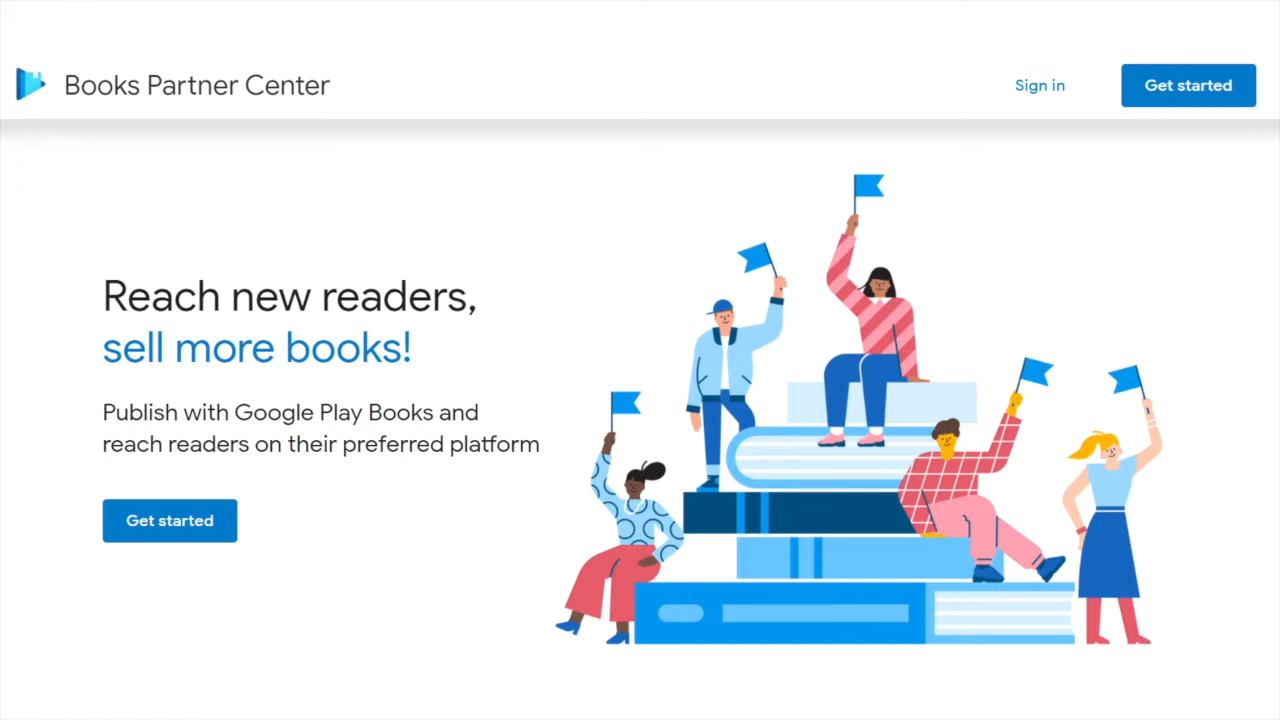 Books Partner Center
Sign in
Get started
Reach new readers,
sell more books!
Publish with Google Play Books and
reach readers on their preferred platform
Get started